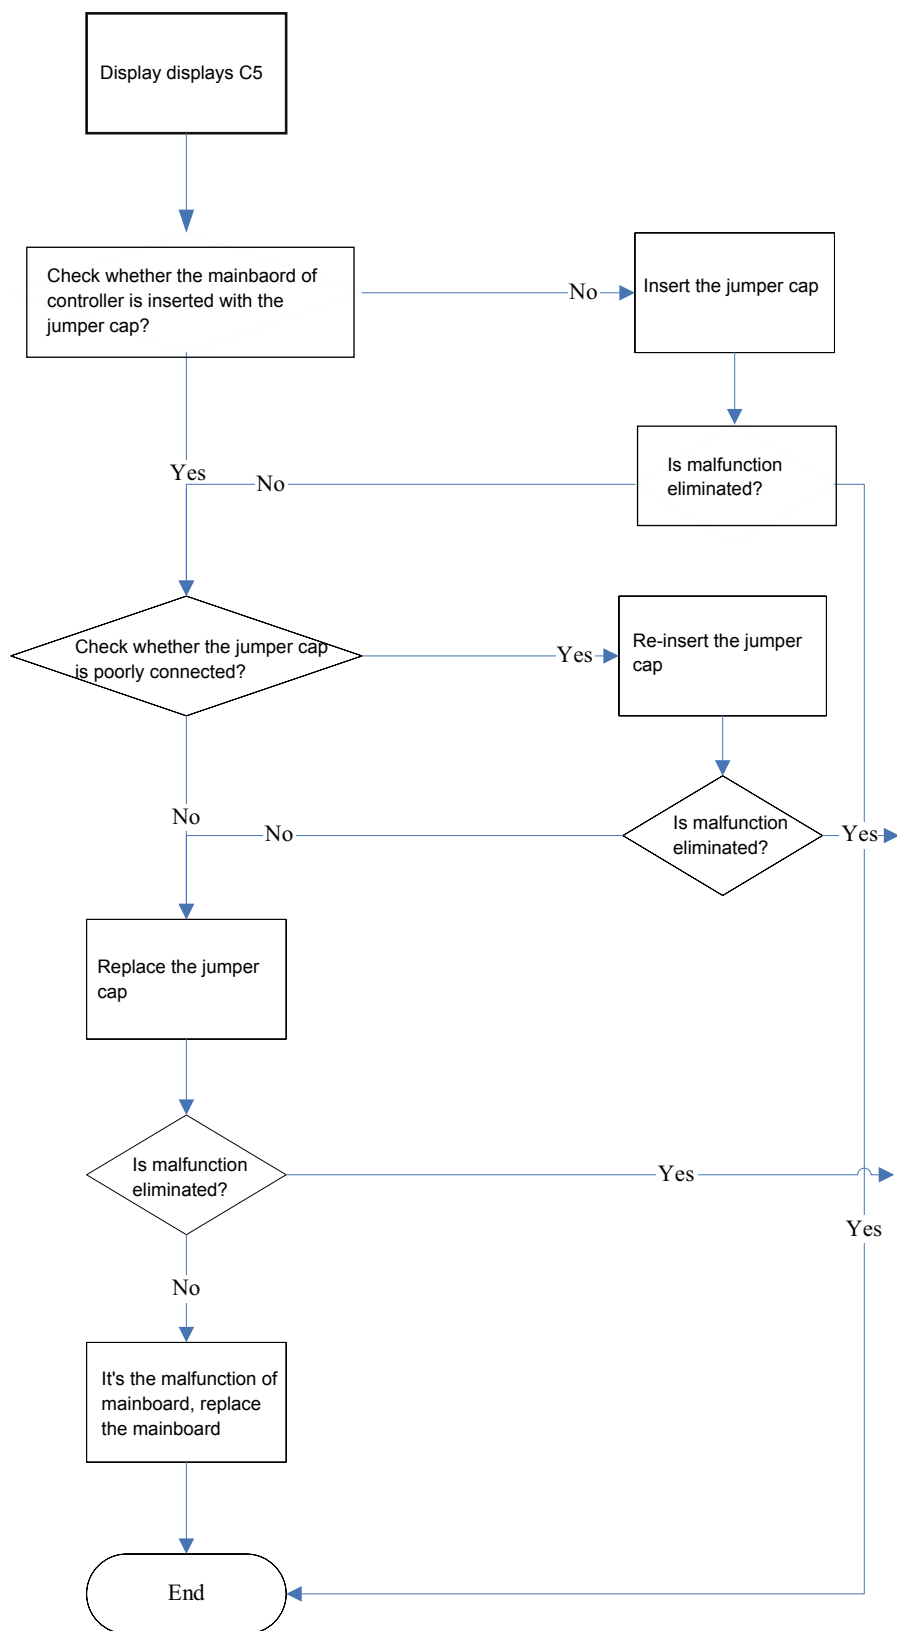 Display displays C5
Check whether the mainbaord of
controller is inserted with the
jumper cap?
No
Insert the jumper cap
Yes
No
Is malfunction
eliminated?
Check whether the jumper cap
is poorly connected?
Yes
Re-insert the jumper
cap
No
No
Is malfunction
eliminated?
Yes
Replace the jumper
cap
Is malfunction
eliminated?
Yes
Yes
No
It's the malfunction of
mainboard, replace
the mainboard
End